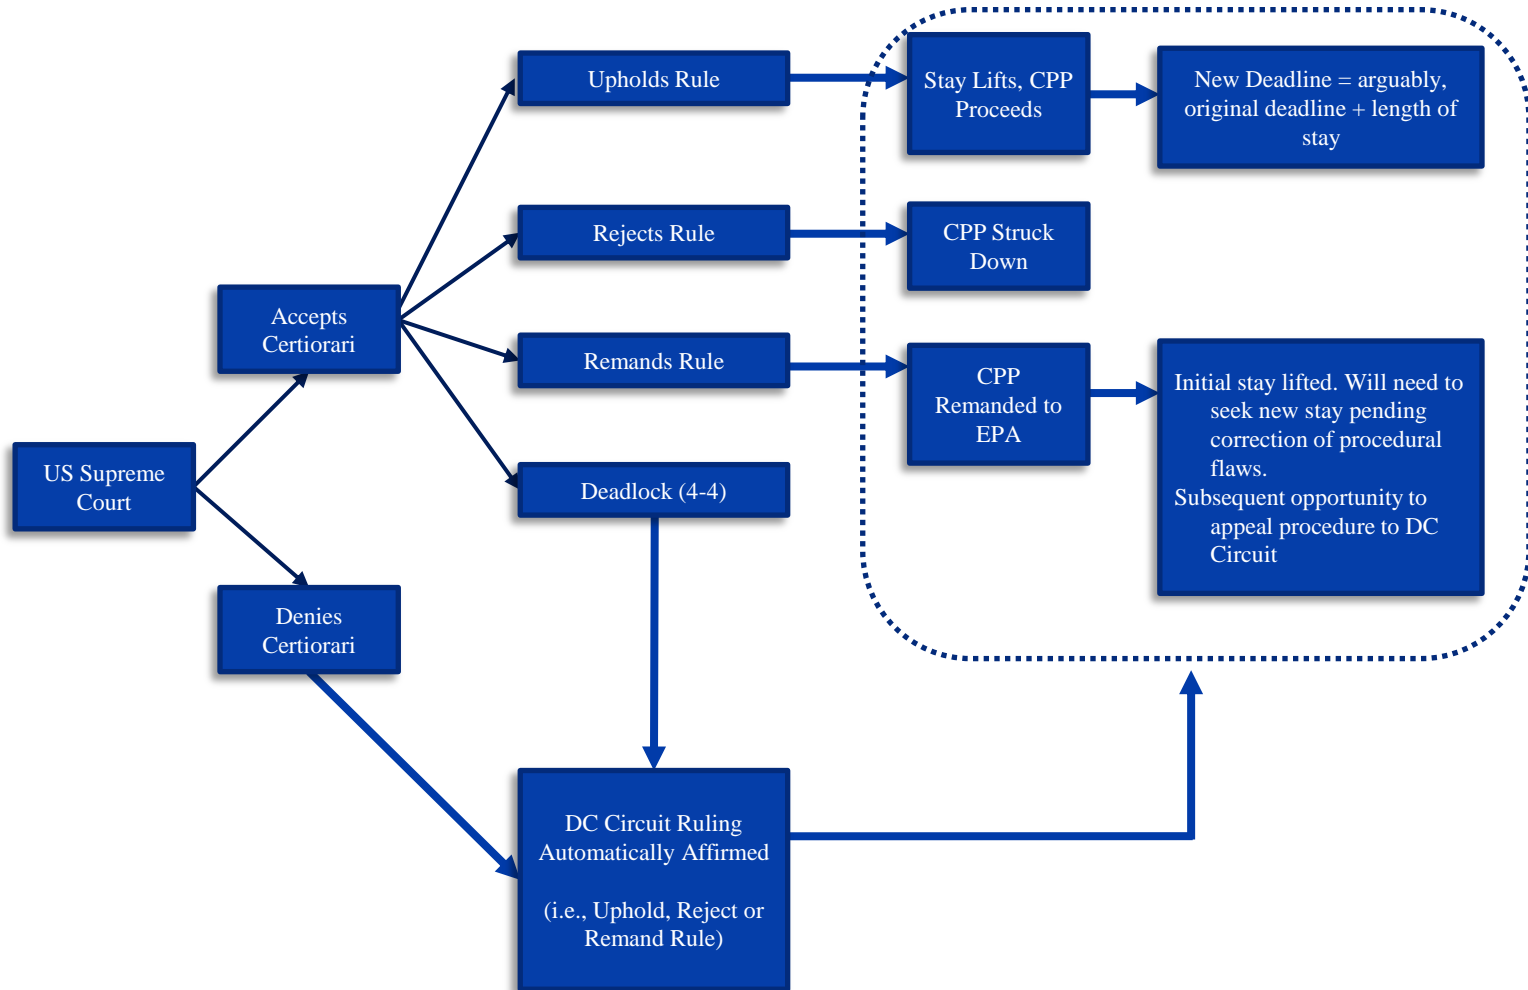 Upholds Rule
Stay Lifts, CPP
Proceeds
New Deadline = arguably,
original deadline + length of
stay
Rejects Rule
CPP Struck
Down
Accepts
Certiorari
Remands Rule
CPP
Remanded to
EPA
Initial stay lifted. Will need to
seek new stay pending
correction of procedural
flaws.
Subsequent opportunity to
appeal procedure to DC
Circuit
US Supreme
Court
Deadlock (4-4)
Denies
Certiorari
DC Circuit Ruling
Automatically Affirmed
(i.e., Uphold, Reject or
Remand Rule)